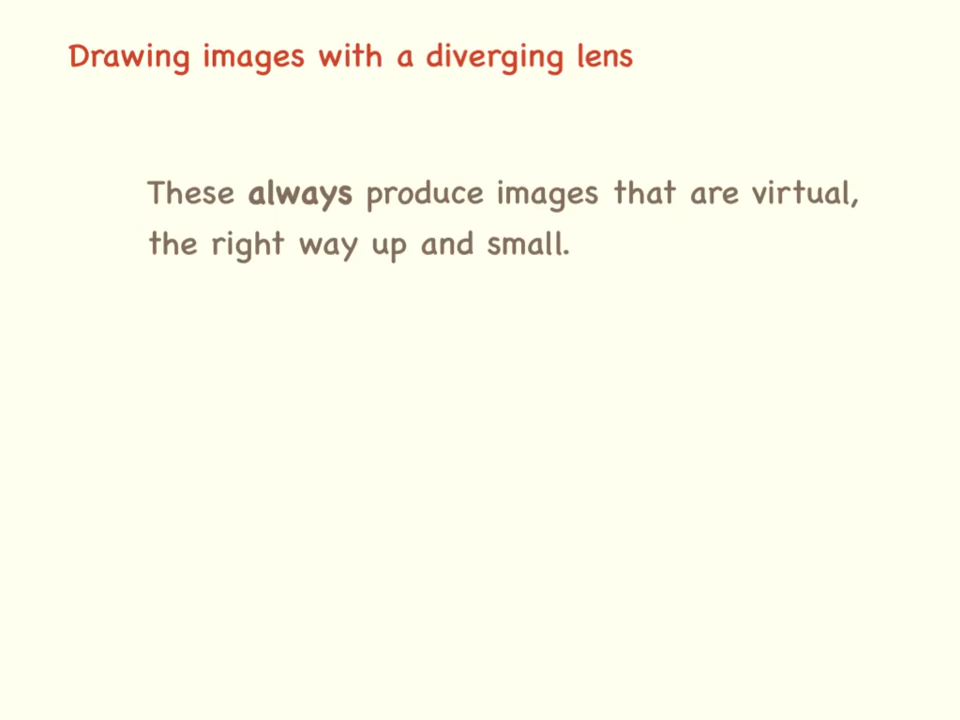 Drawing images with a diverging lens
These always produce images that are virtual,
the right way up and small.